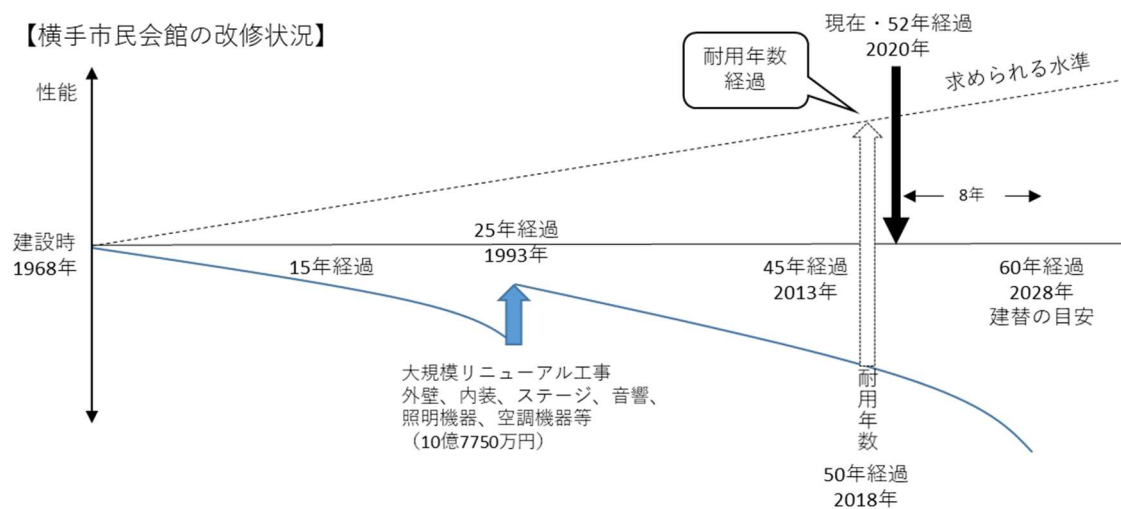 【横手市民会館の改修状況】
現在・52年経過
2020年
耐用年数
経過
求められる水準
性能
8年
建設時
1968年
25年経過
1993年
15年経過
45年経過
2013年
60年経過
2028年
建替の目安
大規模リニューアル工事
外壁、内装、ステージ、音響、
照明機器、空調機器等
（10億7750万円）
耐用年数
50年経過
2018年